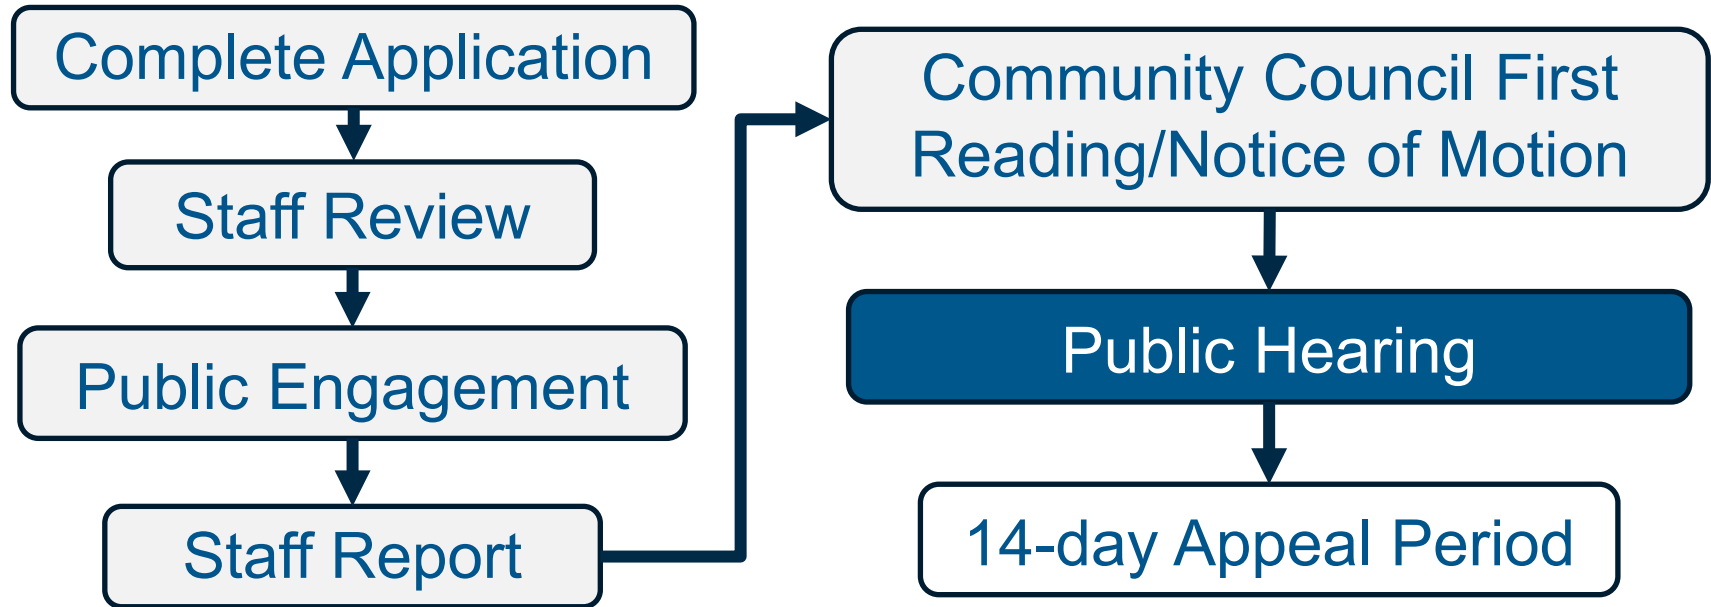 Complete Application
Staff Review
Public Engagement
Staff Report
Community Council First
Reading/Notice of Motion
Public Hearing
14-day Appeal Period